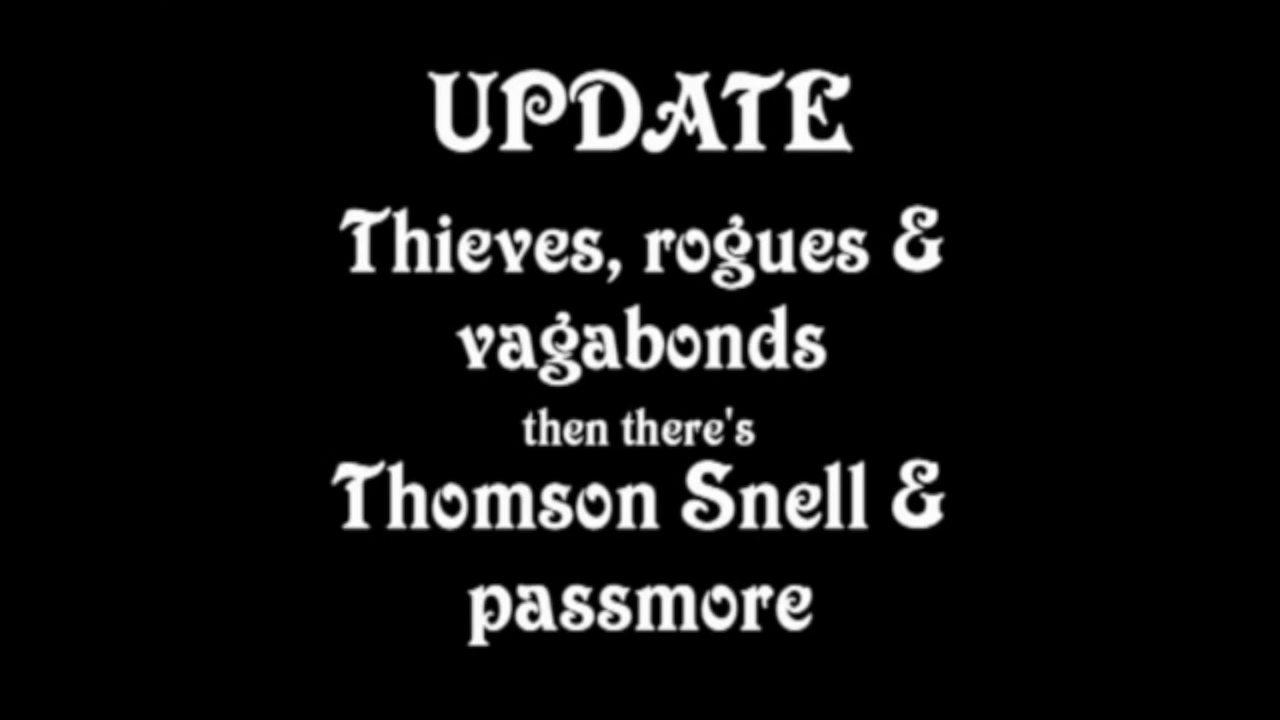 UPDATE
Thieves, rogues &
vagabonds
then there's
Thomson Snell &
passmore